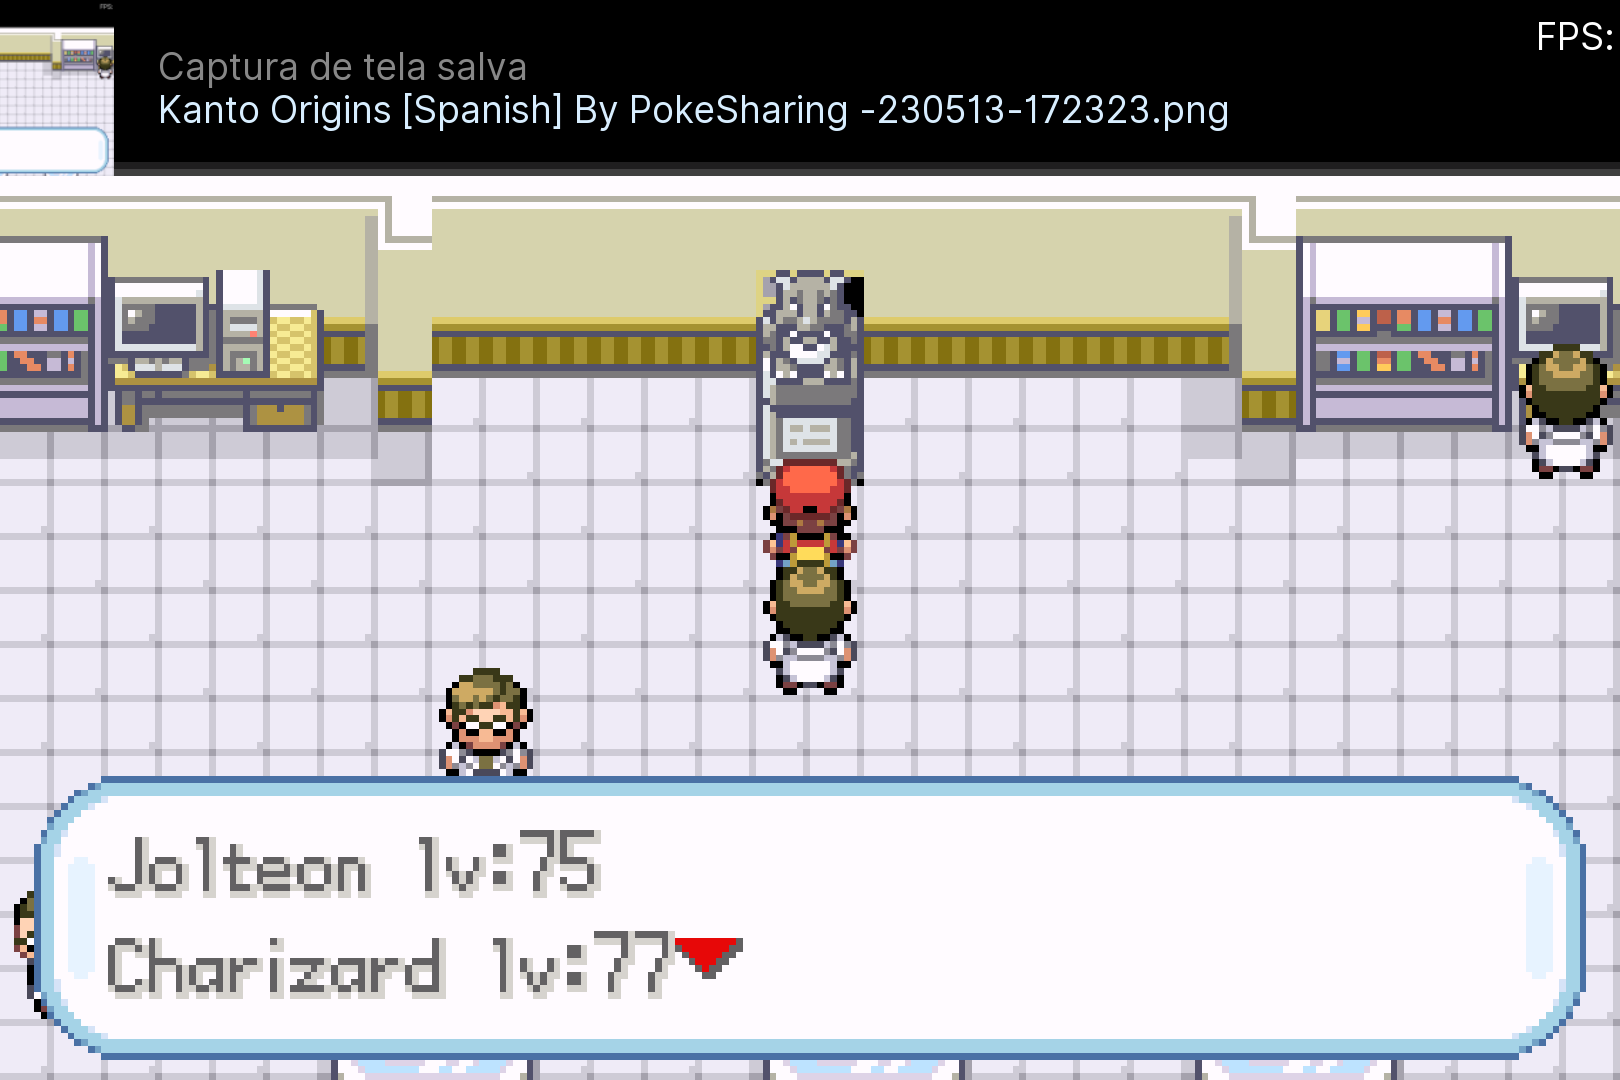 FPS:
Captura de tela salva
Kanto Origins [Spanish] By PokeSharing -230513-172323.png
Jolteon lv:75
Charizard lv:77